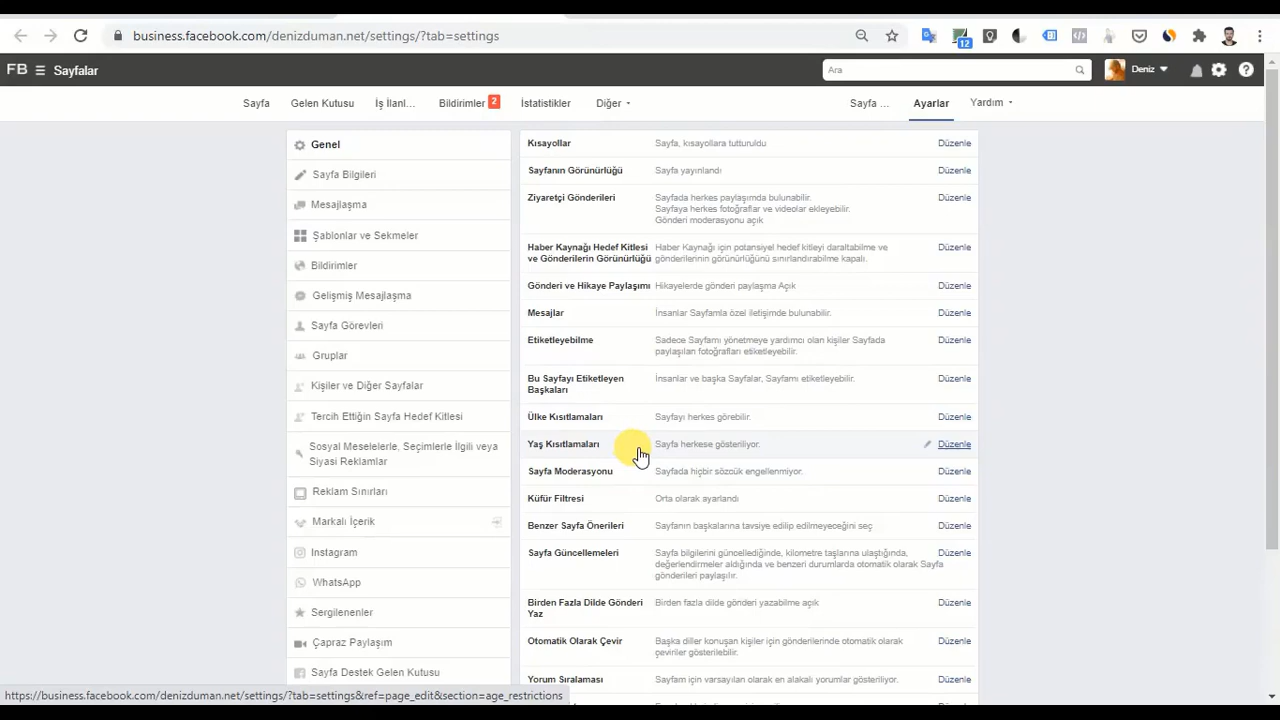 business.facebook.com/denizduman.net/settings/?tab=settings
12
FB Sayfalar
Ara
Deniz
Sayfa Gelen Kutusu İş İlanl... Bildirimler 2 İstatistikler Diğer Sayfa ... Ayarlar Yardım
Genel
Sayfa Bilgileri
Mesajlaşma
Şablonlar ve Sekmeler
Bildirimler
Gelişmiş Mesajlaşma
Sayfa Görevleri
Gruplar
Kişiler ve Diğer Sayfalar
Tercih Ettiğin Sayfa Hedef Kitlesi
Sosyal Meselelerle, Seçimlerle İlgili veya
Siyasi Reklamlar
Reklam Sınırları
Markalı İçerik
Instagram
WhatsApp
Sergilenenler
Çapraz Paylaşım
Sayfa Destek Gelen Kutusu
Kısayollar Sayfa, kısayollara tutturuldu Düzenle
Sayfanın Görünürlüğü Sayfa yayınlandı Düzenle
Ziyaretçi Gönderileri Sayfada herkes paylaşımda bulunabilir. Düzenle
Sayfaya herkes fotoğraflar ve videolar ekleyebilir.
Gönderi moderasyonu açık
Haber Kaynağı Hedef Kitlesi Haber Kaynağı için potansiyel hedef kitleyi daraltabilme ve Düzenle
ve Gönderilerin Görünürlüğü gönderilerinin görünürlüğünü sınırlandırabilme kapalı.
Gönderi ve Hikaye Paylaşımı Hikayelerde gönderi paylaşma Açık Düzenle
Mesajlar İnsanlar Sayfamla özel iletişimde bulunabilir. Düzenle
Etiketleyebilme Sadece Sayfamı yönetmeye yardımcı olan kişiler Sayfada Düzenle
paylaşılan fotoğrafları etiketleyebilir.
Bu Sayfayı Etiketleyen İnsanlar ve başka Sayfalar, Sayfamı etiketleyebilir. Düzenle
Başkaları
Ülke Kısıtlamaları Sayfayı herkes görebilir. Düzenle
Yaş Kısıtlamaları Sayfa herkese gösteriliyor. Düzenle
Sayfa Moderasyonu Sayfada hiçbir sözcük engellenmiyor. Düzenle
Küfür Filtresi Orta olarak ayarlandı Düzenle
Benzer Sayfa Önerileri Sayfanın başkalarına tavsiye edilip edilmeyeceğini seç Düzenle
Sayfa Güncellemeleri Sayfa bilgilerini güncellediğinde, kilometre taşlarına ulaştığında, Düzenle
değerlendirmeler aldığında ve benzeri durumlarda otomatik olarak Sayfa
gönderileri paylaşılır.
Birden Fazla Dilde Gönderi Birden fazla dilde gönderi yazabilme açık Düzenle
Yaz
Otomatik Olarak Çevir Başka diller konuşan kişiler için gönderilerinde otomatik olarak Düzenle
çeviriler gösterilebilir.
Yorum Sıralaması Sayfam için varsayılan olarak en alakalı yorumlar gösteriliyor. Düzenle
https://business.facebook.com/denizduman.net/settings/?tab=settings&ref=page_edit&section=age_restrictions